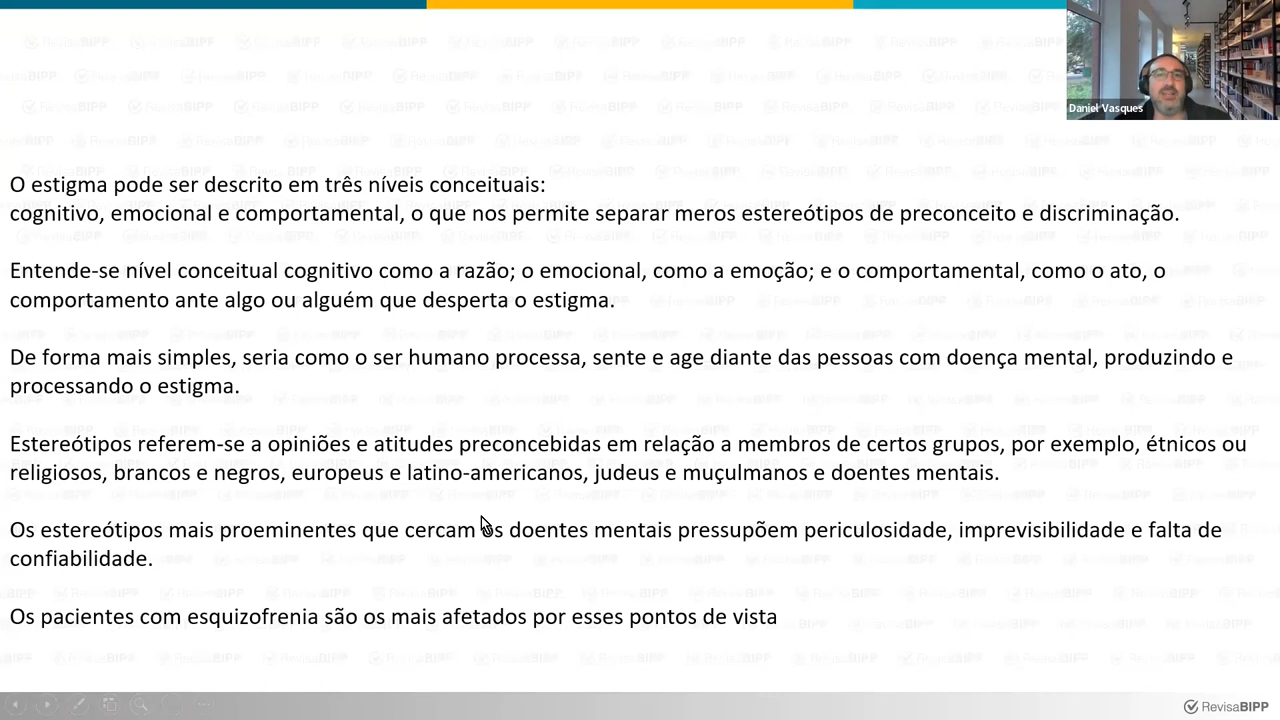 Daniel Vasques
O estigma pode ser descrito em três níveis conceituais:
cognitivo, emocional e comportamental, o que nos permite separar meros estereótipos de preconceito e discriminação.
Entende-se nível conceitual cognitivo como a razão; o emocional, como a emoção; e o comportamental, como o ato, o
comportamento ante algo ou alguém que desperta o estigma.
De forma mais simples, seria como o ser humano processa, sente e age diante das pessoas com doença mental, produzindo e
processando o estigma.
Estereótipos referem-se a opiniões e atitudes preconcebidas em relação a membros de certos grupos, por exemplo, étnicos ou
religiosos, brancos e negros, europeus e latino-americanos, judeus e muçulmanos e doentes mentais.
Os estereótipos mais proeminentes que cercam os doentes mentais pressupõem periculosidade, imprevisibilidade e falta de
confiabilidade.
Os pacientes com esquizofrenia são os mais afetados por esses pontos de vista
RevisaBIPP